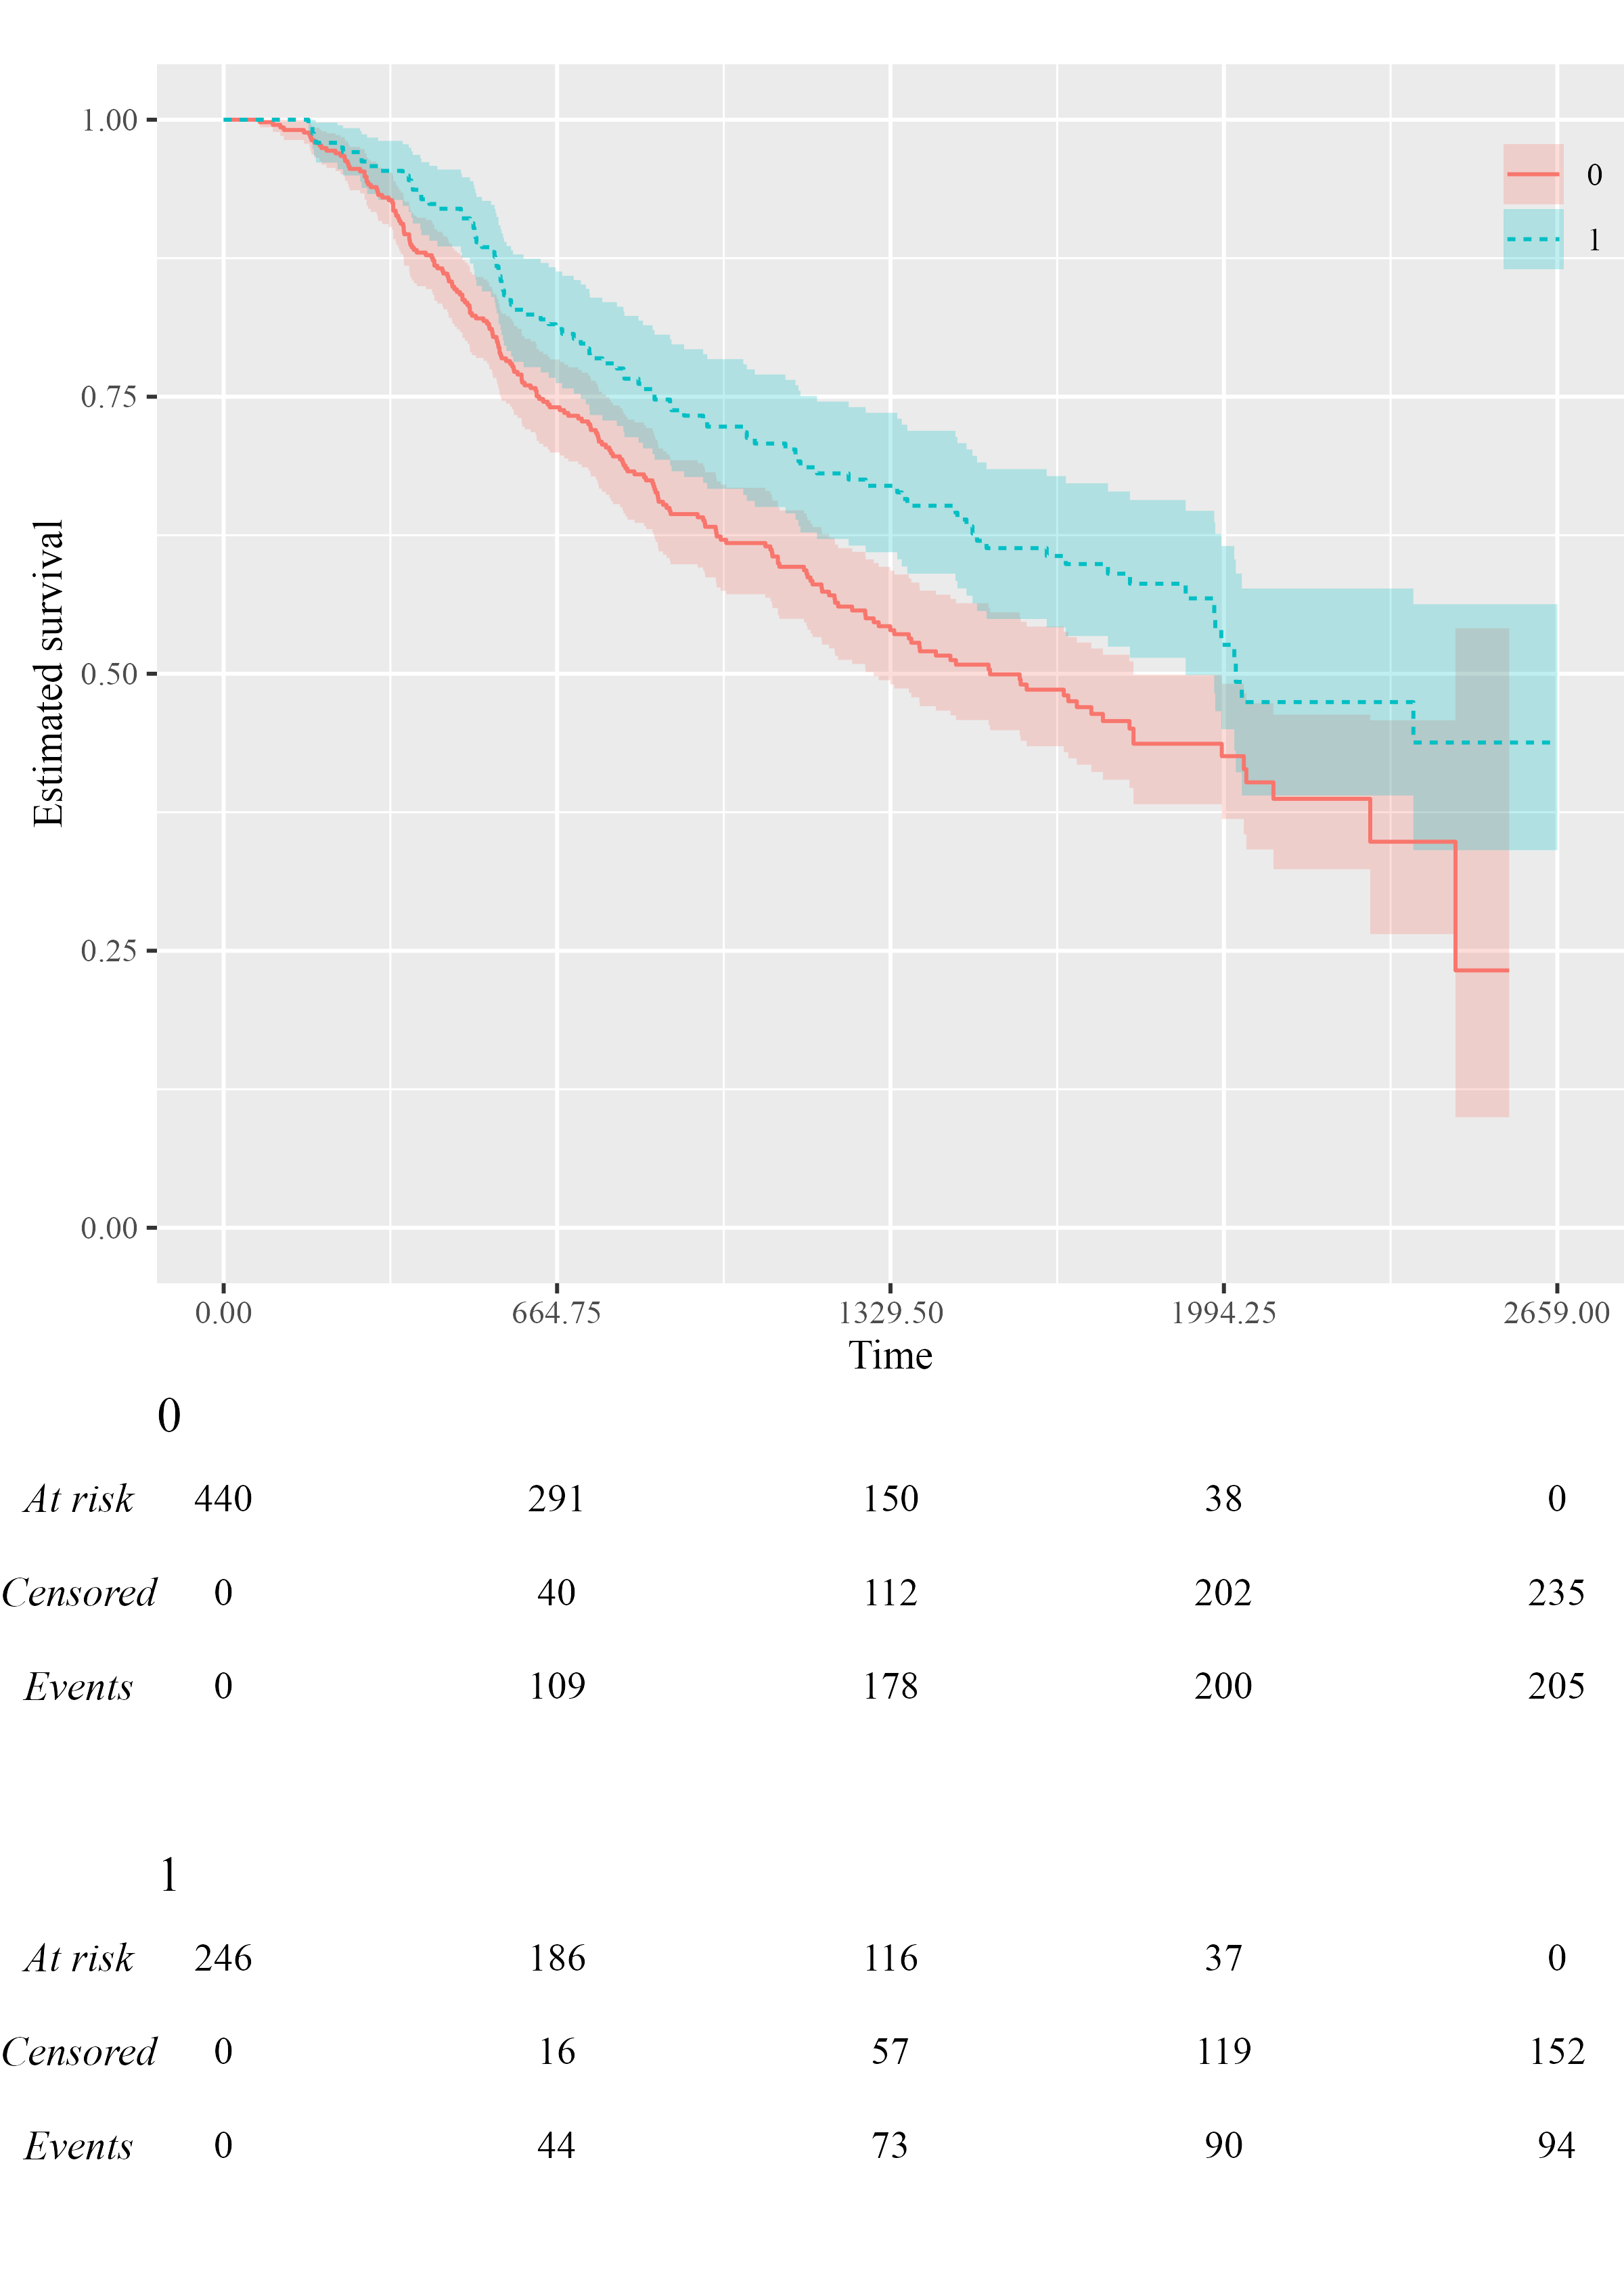 1.00
0.75
0.50
0.25
0.00
Estimated survival
0
1
0.00 664.75 1329.50 1994.25 2659.00
Time
0
At risk 440 291 150 38 0
Censored 0 40 112 202 235
Events 0 109 178 200 205
1
At risk 246 186 116 37 0
Censored 0 16 57 119 152
Events 0 44 73 90 94